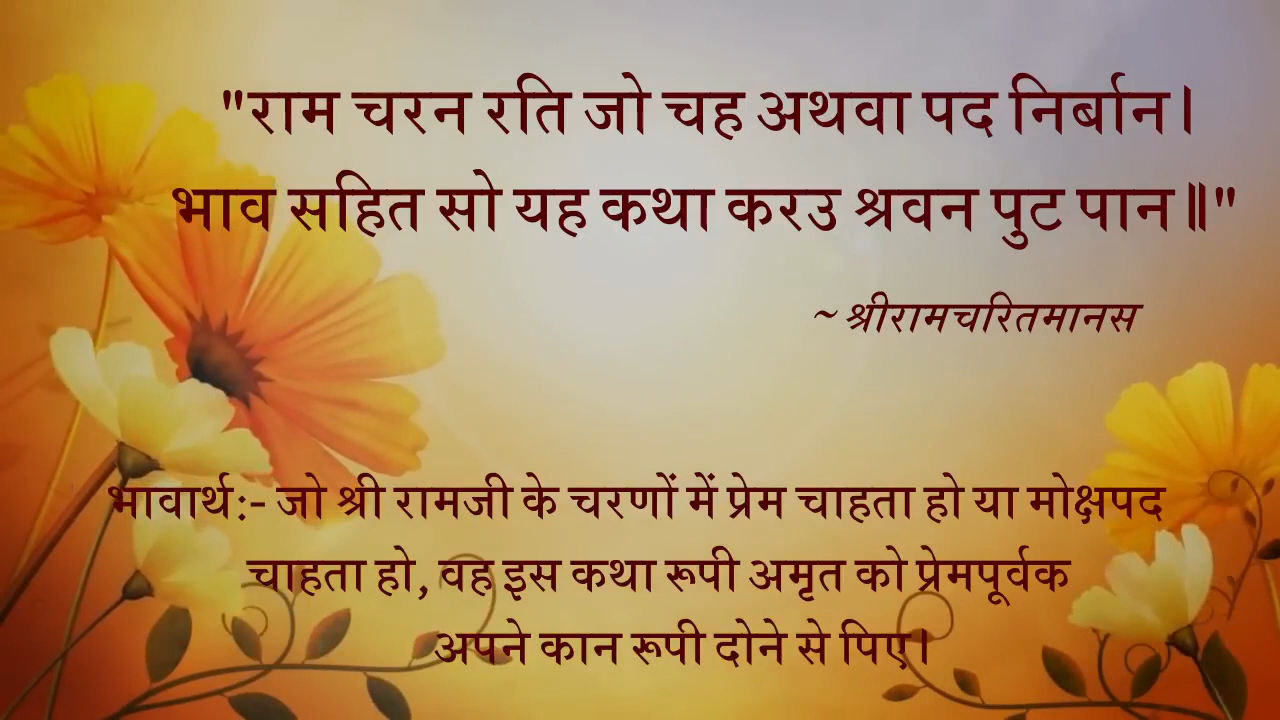 "राम चरन रति जो चह अथवा पद निर्बान।
भाव सहित सो यह कथा करउ श्रवन पुट पान॥"
~ श्रीरामचरितमानस
भावार्थ:- जो श्री रामजी के चरणों में प्रेम चाहता हो या मोक्षपद
चाहता हो, वह इस कथा रूपी अमृत को प्रेमपूर्वक
अपने कान रूपी दोने से पिए।